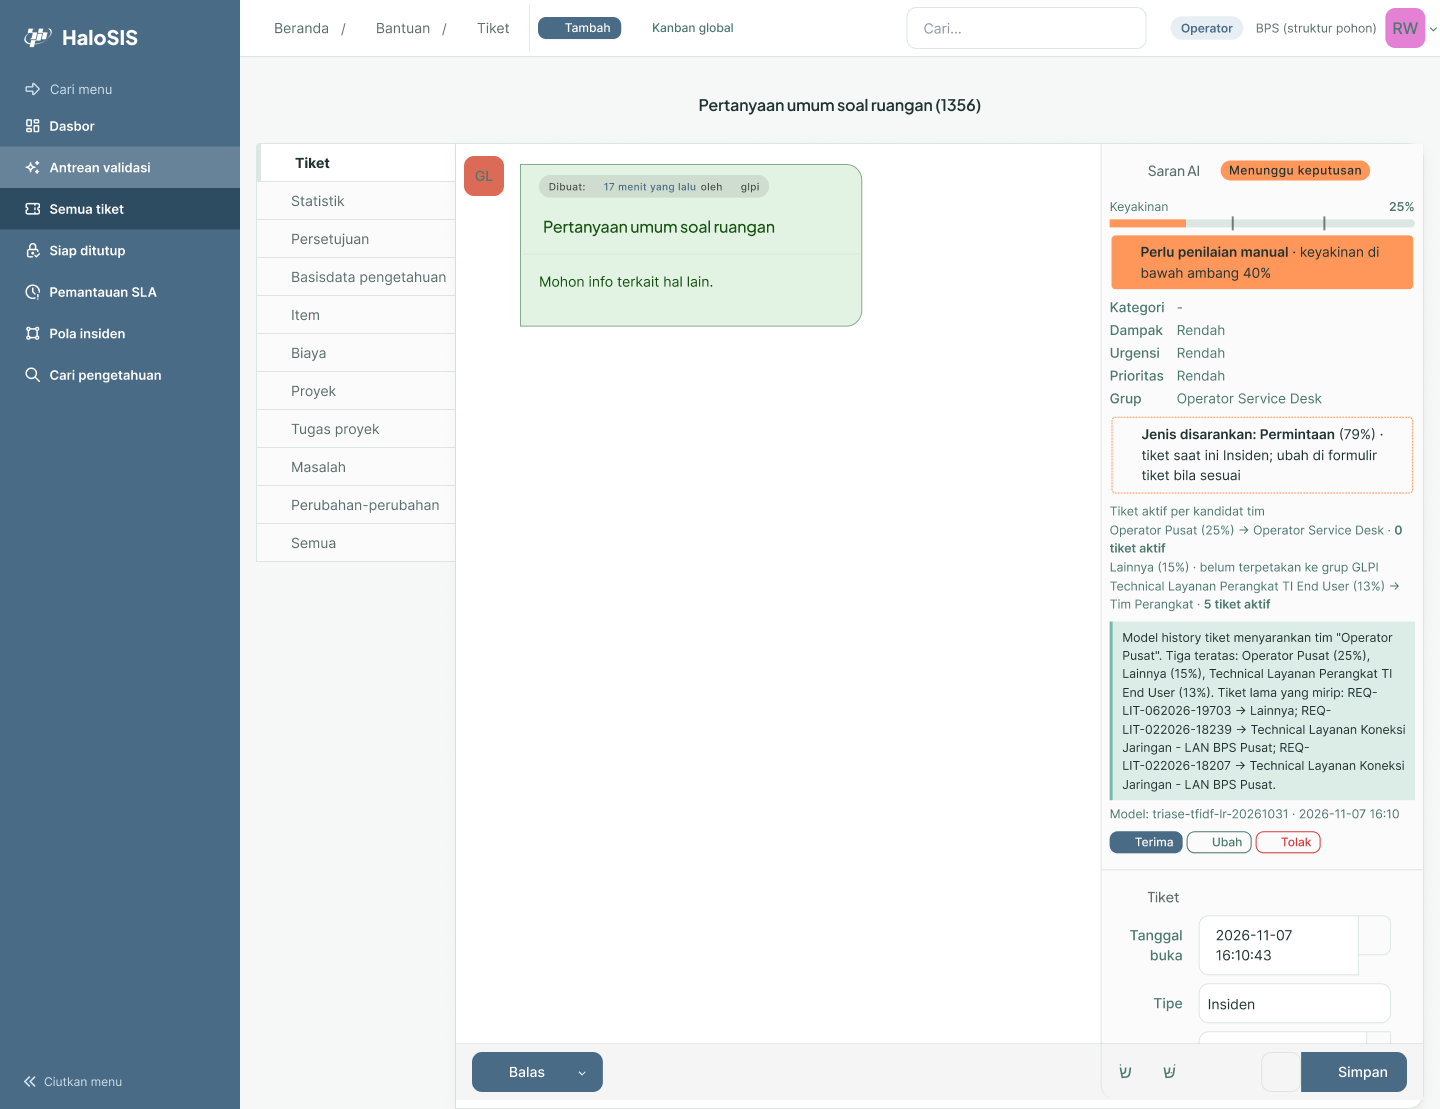 HaloSIS
Cari menu
Dasbor
Antrean validasi
Semua tiket
Siap ditutup
Pemantauan SLA
Pola insiden
Cari pengetahuan
Ciutkan menu
Beranda / Bantuan / Tiket Tambah Kanban global Cari... Operator BPS (struktur pohon) RW
Pertanyaan umum soal ruangan (1356)
Tiket
Statistik
Persetujuan
Basisdata pengetahuan
Item
Biaya
Proyek
Tugas proyek
Masalah
Perubahan-perubahan
Semua
GL
Dibuat: 17 menit yang lalu oleh glpi
Pertanyaan umum soal ruangan
Mohon info terkait hal lain.
Balas
Saran AI Menunggu keputusan
Keyakinan 25%
Perlu penilaian manual · keyakinan di
bawah ambang 40%
Kategori -
Dampak Rendah
Urgensi Rendah
Prioritas Rendah
Grup Operator Service Desk
Jenis disarankan: Permintaan (79%) ·
tiket saat ini Insiden; ubah di formulir
tiket bila sesuai
Tiket aktif per kandidat tim
Operator Pusat (25%) → Operator Service Desk · 0
tiket aktif
Lainnya (15%) · belum terpetakan ke grup GLPI
Technical Layanan Perangkat TI End User (13%) →
Tim Perangkat · 5 tiket aktif
Model history tiket menyarankan tim "Operator
Pusat". Tiga teratas: Operator Pusat (25%),
Lainnya (15%), Technical Layanan Perangkat TI
End User (13%). Tiket lama yang mirip: REQ-
LIT-062026-19703 → Lainnya; REQ-
LIT-022026-18239 → Technical Layanan Koneksi
Jaringan - LAN BPS Pusat; REQ-
LIT-022026-18207 → Technical Layanan Koneksi
Jaringan - LAN BPS Pusat.
Model: triase-tfidf-lr-20261031 · 2026-11-07 16:10
Terima Ubah Tolak
Tiket
Tanggal
buka
2026-11-07
16:10:43
Tipe Insiden
שׂ שּׁ Simpan